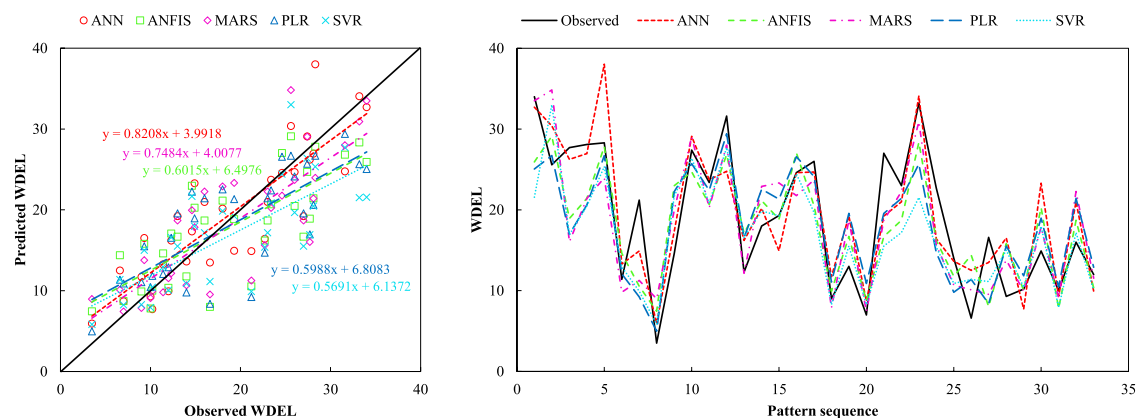 ANN ANFIS MARS PLR SVR
Observed ANN ANFIS MARS PLR SVR
40
30
20
10
0
Predicted WDEL
y = 0.8208x + 3.9918
y = 0.7484x + 4.0077
y = 0.6015x + 6.4976
y = 0.5988x + 6.8083
y = 0.5691x + 6.1372
0 10 20 30 40
Observed WDEL
40
30
20
10
0
WDEL
0 5 10 15 20 25 30 35
Pattern sequence